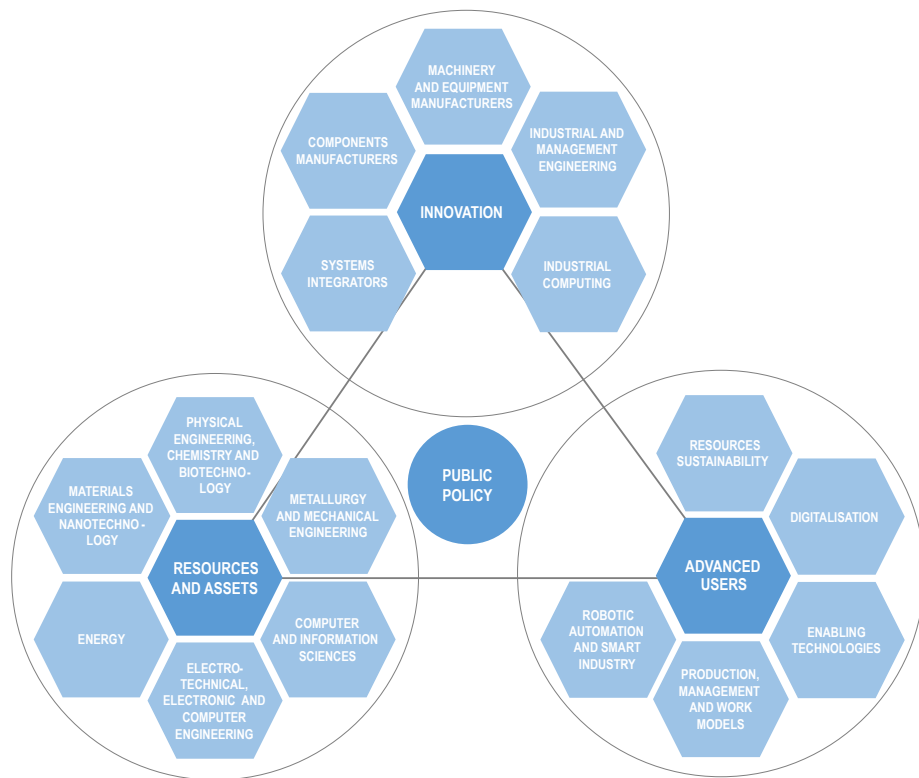 MACHINERY
AND EQUIPMENT
MANUFACTURERS
COMPONENTS
MANUFACTURERS
INDUSTRIAL AND
MANAGEMENT
ENGINEERING
INNOVATION
SYSTEMS
INTEGRATORS
INDUSTRIAL
COMPUTING
PHYSICAL
ENGINEERING,
CHEMISTRY AND
BIOTECHNO-
LOGY
MATERIALS
ENGINEERING AND
NANOTECHNO -
LOGY
METALLURGY
AND MECHANICAL
ENGINEERING
RESOURCES
AND ASSETS
ENERGY
COMPUTER
AND INFORMATION
SCIENCES
ELECTRO-
TECHNICAL,
ELECTRONIC AND
COMPUTER
ENGINEERING
PUBLIC
POLICY
RESOURCES
SUSTAINABILITY
DIGITALISATION
ADVANCED
USERS
ROBOTIC
AUTOMATION
AND SMART
INDUSTRY
ENABLING
TECHNOLOGIES
PRODUCTION,
MANAGEMENT
AND WORK
MODELS